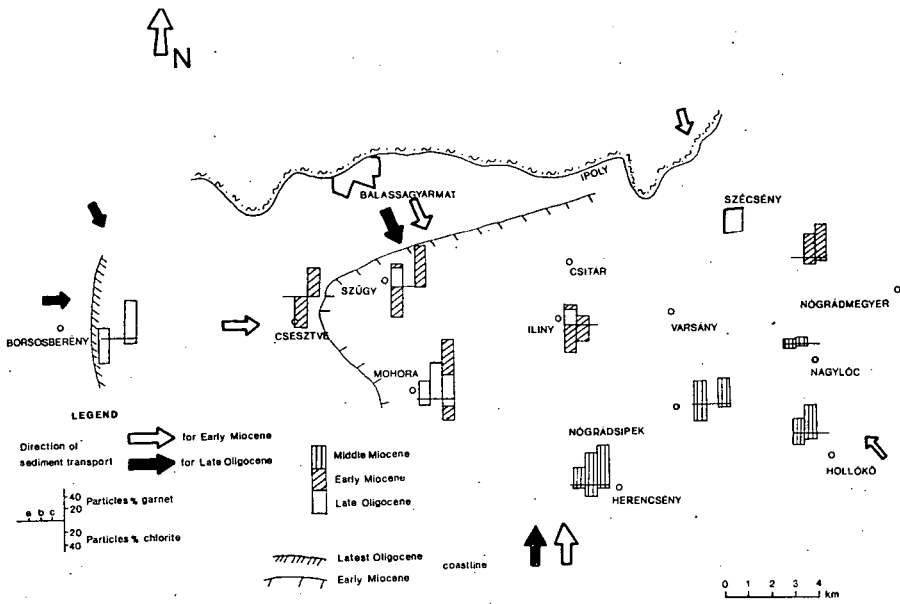 N
IPOLY
BALASSAGYARMAT
SZÉCSÉNY
SZŰGY
CSITÁR
NÓGRÁDMEGYER
BORSOSBERÉNY
CSESZTVE
ILINY
VARSÁNY
MOHORA
NAGYLÓC
NÓGRÁDSIPEK
HOLLÓKŐ
HERENCSÉNY
LEGEND
Direction of sediment transport
for Early Miocene
for Late Oligocene
Middle Miocene
Early Miocene
Late Oligocene
40
20
a b c
Particles % garnet
20
40
Particles % chlorite
Latest Oligocene
Early Miocene
coastline
0 1 2 3 4
km